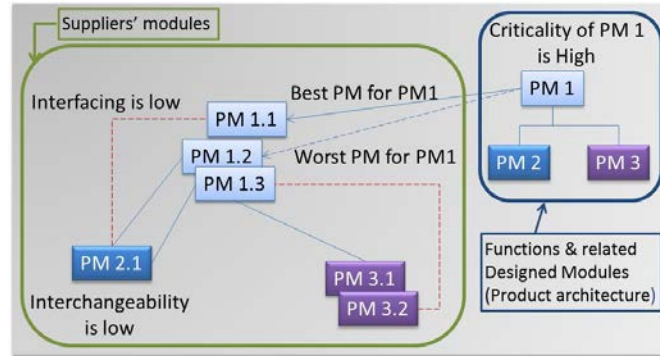 Suppliers' modules
Criticality of PM 1
is High
PM 1
Best PM for PM1
Interfacing is low
PM 1.1
PM 1.2
Worst PM for PM1
PM 1.3
PM 2
PM 3
PM 2.1
PM 3.1
PM 3.2
Interchangeability
is low
Functions & related
Designed Modules
(Product architecture)